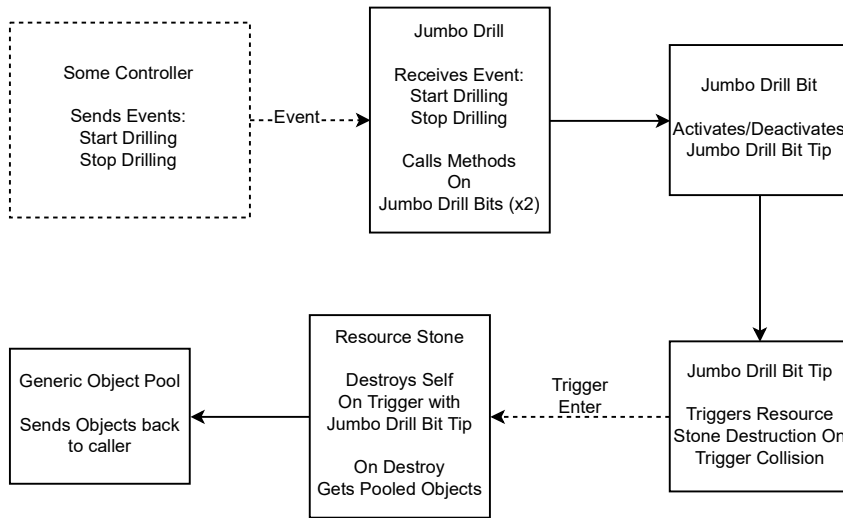 Some Controller
Sends Events:
Start Drilling
Stop Drilling
Event
Jumbo Drill
Receives Event:
Start Drilling
Stop Drilling
Calls Methods
On
Jumbo Drill Bits (x2)
Jumbo Drill Bit
Activates/Deactivates
Jumbo Drill Bit Tip
Jumbo Drill Bit Tip
Triggers Resource
Stone Destruction On
Trigger Collision
Trigger
Enter
Resource Stone
Destroys Self
On Trigger with
Jumbo Drill Bit Tip
On Destroy
Gets Pooled Objects
Generic Object Pool
Sends Objects back
to caller